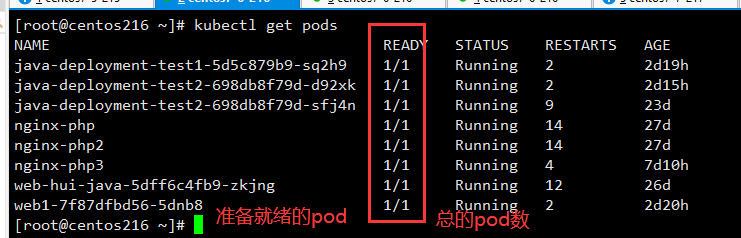 [root@centos216 ~]# kubectl get pods
NAME READY STATUS RESTARTS AGE
java-deployment-test1-5d5c879b9-sq2h9 1/1 Running 2 2d19h
java-deployment-test2-698db8f79d-d92xk 1/1 Running 2 2d15h
java-deployment-test2-698db8f79d-sfj4n 1/1 Running 9 23d
nginx-php 1/1 Running 14 27d
nginx-php2 1/1 Running 14 27d
nginx-php3 1/1 Running 4 7d10h
web-hui-java-5dff6c4fb9-zkjng 1/1 Running 12 26d
web1-7f87dfbd56-5dnb8 1/1 Running 2 2d20h
[root@centos216 ~]#
准备就绪的pod 总的pod数